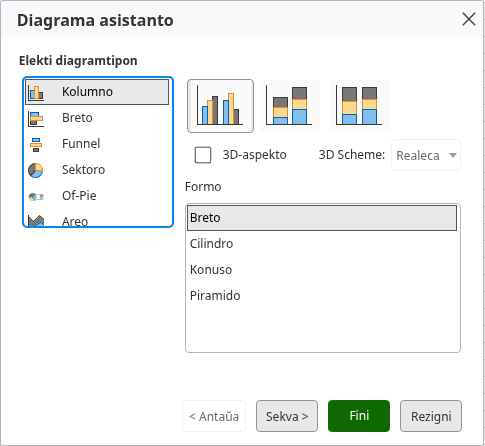 Diagrama asistanto
Elekti diagramtipon
Kolumno
Breto
Funnel
Sektoro
Of-Pie
Areo
3D-aspekto
3D Scheme:
Realeca
Formo
Breto
Cilindro
Konuso
Piramido
< Antaŭa
Sekva >
Fini
Rezigni